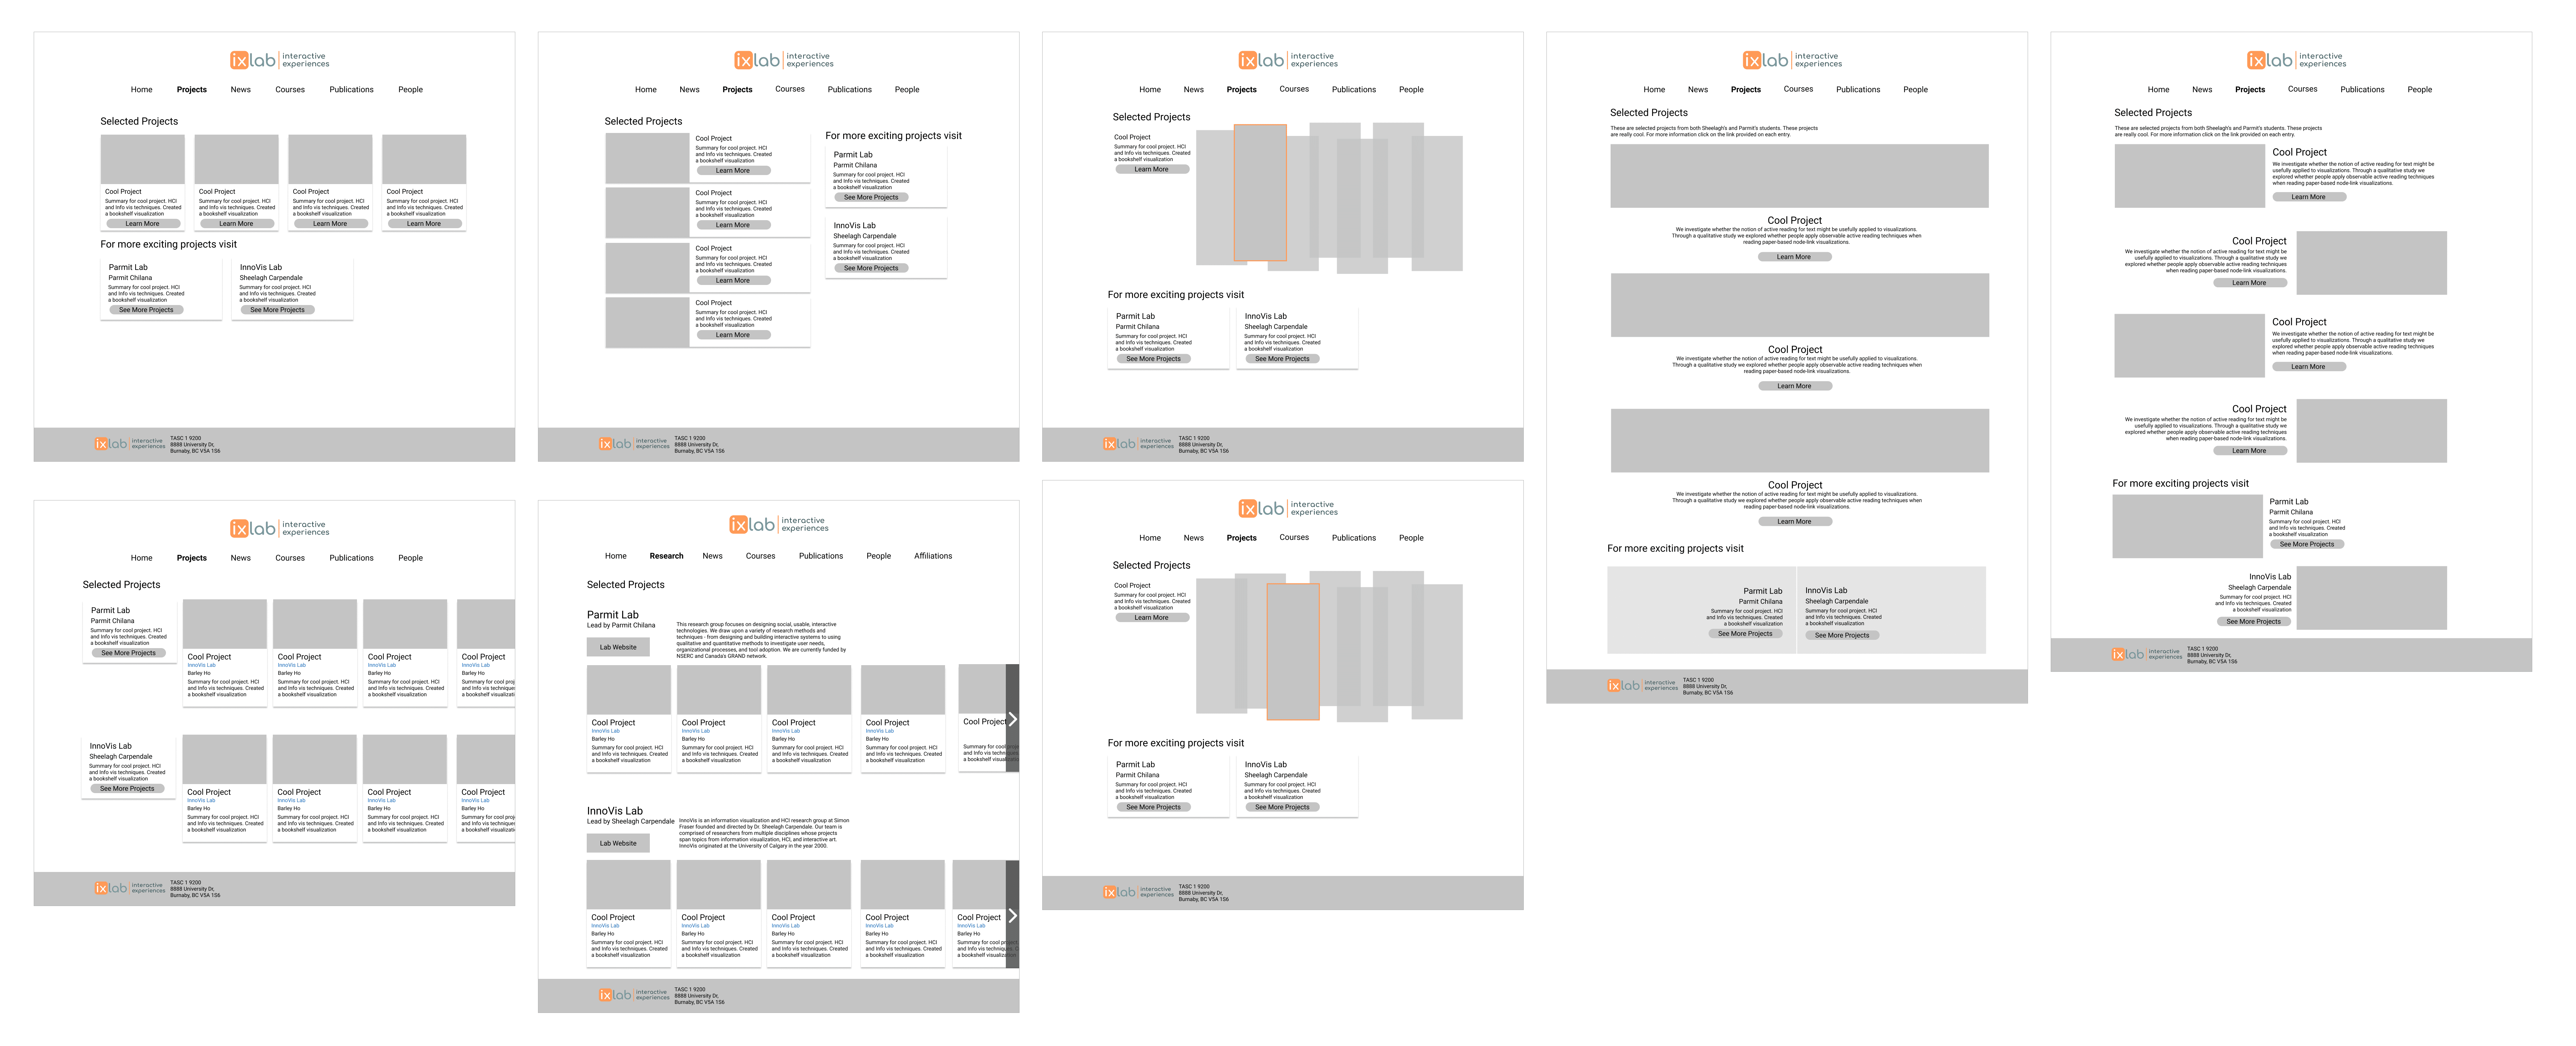 ixlab interactive
experiences
Home Projects News Courses Publications People
Selected Projects
Cool Project Cool Project Cool Project Cool Project
Summary for cool project. HCI Summary for cool project. HCI Summary for cool project. HCI Summary for cool project. HCI
and Info vis techniques. Created and Info vis techniques. Created and Info vis techniques. Created and Info vis techniques. Created
a bookshelf visualization a bookshelf visualization a bookshelf visualization a bookshelf visualization
Learn More Learn More Learn More Learn More
For more exciting projects visit
Parmit Lab InnoVis Lab
Parmit Chilana Sheelagh Carpendale
Summary for cool project. HCI Summary for cool project. HCI
and Info vis techniques. Created and Info vis techniques. Created
a bookshelf visualization a bookshelf visualization
See More Projects See More Projects
ixlab interactive
experiences
TASC 1 9200
8888 University Dr,
Burnaby, BC V5A 1S6
ixlab interactive
experiences
Home News Projects Courses Publications People
Selected Projects
Cool Project
Summary for cool project. HCI
and Info vis techniques. Created
a bookshelf visualization
Learn More
Cool Project
Summary for cool project. HCI
and Info vis techniques. Created
a bookshelf visualization
Learn More
Cool Project
Summary for cool project. HCI
and Info vis techniques. Created
a bookshelf visualization
Learn More
Cool Project
Summary for cool project. HCI
and Info vis techniques. Created
a bookshelf visualization
Learn More
For more exciting projects visit
Parmit Lab
Parmit Chilana
Summary for cool project. HCI
and Info vis techniques. Created
a bookshelf visualization
See More Projects
InnoVis Lab
Sheelagh Carpendale
Summary for cool project. HCI
and Info vis techniques. Created
a bookshelf visualization
See More Projects
ixlab interactive
experiences
TASC 1 9200
8888 University Dr,
Burnaby, BC V5A 1S6
ixlab interactive
experiences
Home News Projects Courses Publications People
Selected Projects
Cool Project
Summary for cool project. HCI
and Info vis techniques. Created
a bookshelf visualization
Learn More
For more exciting projects visit
Parmit Lab InnoVis Lab
Parmit Chilana Sheelagh Carpendale
Summary for cool project. HCI Summary for cool project. HCI
and Info vis techniques. Created and Info vis techniques. Created
a bookshelf visualization a bookshelf visualization
See More Projects See More Projects
ixlab interactive
experiences
TASC 1 9200
8888 University Dr,
Burnaby, BC V5A 1S6
ixlab interactive
experiences
Home News Projects Courses Publications People
Selected Projects
These are selected projects from both Sheelagh's and Parmit's students. These projects
are really cool. For more information click on the link provided on each entry.
Cool Project
We investigate whether the notion of active reading for text might be usefully applied to visualizations.
Through a qualitative study we explored whether people apply observable active reading techniques when
reading paper-based node-link visualizations.
Learn More
Cool Project
We investigate whether the notion of active reading for text might be usefully applied to visualizations.
Through a qualitative study we explored whether people apply observable active reading techniques when
reading paper-based node-link visualizations.
Learn More
Cool Project
We investigate whether the notion of active reading for text might be usefully applied to visualizations.
Through a qualitative study we explored whether people apply observable active reading techniques when
reading paper-based node-link visualizations.
Learn More
For more exciting projects visit
Parmit Lab InnoVis Lab
Parmit Chilana Sheelagh Carpendale
Summary for cool project. HCI Summary for cool project. HCI
and Info vis techniques. Created and Info vis techniques. Created
a bookshelf visualization a bookshelf visualization
See More Projects See More Projects
ixlab interactive
experiences
TASC 1 9200
8888 University Dr,
Burnaby, BC V5A 1S6
ixlab interactive
experiences
Home News Projects Courses Publications People
Selected Projects
These are selected projects from both Sheelagh's and Parmit's students. These projects
are really cool. For more information click on the link provided on each entry.
Cool Project
We investigate whether the notion of active reading for text might be
usefully applied to visualizations. Through a qualitative study we
explored whether people apply observable active reading techniques
when reading paper-based node-link visualizations.
Learn More
Cool Project
We investigate whether the notion of active reading for text might be
usefully applied to visualizations. Through a qualitative study we
explored whether people apply observable active reading techniques
when reading paper-based node-link visualizations.
Learn More
Cool Project
We investigate whether the notion of active reading for text might be
usefully applied to visualizations. Through a qualitative study we
explored whether people apply observable active reading techniques
when reading paper-based node-link visualizations.
Learn More
Cool Project
We investigate whether the notion of active reading for text might be
usefully applied to visualizations. Through a qualitative study we
explored whether people apply observable active reading techniques
when reading paper-based node-link visualizations.
Learn More
For more exciting projects visit
Parmit Lab
Parmit Chilana
Summary for cool project. HCI
and Info vis techniques. Created
a bookshelf visualization
See More Projects
InnoVis Lab
Sheelagh Carpendale
Summary for cool project. HCI
and Info vis techniques. Created
a bookshelf visualization
See More Projects
ixlab interactive
experiences
TASC 1 9200
8888 University Dr,
Burnaby, BC V5A 1S6
ixlab interactive
experiences
Home Projects News Courses Publications People
Selected Projects
Parmit Lab
Parmit Chilana
Summary for cool project. HCI
and Info vis techniques. Created
a bookshelf visualization
See More Projects
Cool Project Cool Project Cool Project Cool Project
InnoVis Lab InnoVis Lab InnoVis Lab InnoVis Lab
Barley Ho Barley Ho Barley Ho Barley Ho
Summary for cool project. HCI Summary for cool project. HCI Summary for cool project. HCI Summary for cool proj
and Info vis techniques. Created and Info vis techniques. Created and Info vis techniques. Created and Info vis techniques
a bookshelf visualization a bookshelf visualization a bookshelf visualization a bookshelf visualization
InnoVis Lab
Sheelagh Carpendale
Summary for cool project. HCI
and Info vis techniques. Created
a bookshelf visualization
See More Projects
Cool Project Cool Project Cool Project Cool Project
InnoVis Lab InnoVis Lab InnoVis Lab InnoVis Lab
Barley Ho Barley Ho Barley Ho Barley Ho
Summary for cool project. HCI Summary for cool project. HCI Summary for cool project. HCI Summary for cool proj
and Info vis techniques. Created and Info vis techniques. Created and Info vis techniques. Created and Info vis techniques
a bookshelf visualization a bookshelf visualization a bookshelf visualization a bookshelf visualization
ixlab interactive
experiences
TASC 1 9200
8888 University Dr,
Burnaby, BC V5A 1S6
ixlab interactive
experiences
Home Research News Courses Publications People Affiliations
Selected Projects
Parmit Lab
Lead by Parmit Chilana
Lab Website
This research group focuses on designing social, usable, interactive
technologies. We draw upon a variety of research methods and
techniques - from designing and building interactive systems to using
qualitative and quantitative methods to investigate user needs,
organizational processes, and tool adoption. We are currently funded by
NSERC and Canada's GRAND network.
Cool Project Cool Project Cool Project Cool Project Cool Project
InnoVis Lab InnoVis Lab InnoVis Lab InnoVis Lab
Barley Ho Barley Ho Barley Ho Barley Ho
Summary for cool project. HCI Summary for cool project. HCI Summary for cool project. HCI Summary for cool project. HCI Summary for cool
and Info vis techniques. Created and Info vis techniques. Created and Info vis techniques. Created and Info vis techniques. Created and Info vis
a bookshelf visualization a bookshelf visualization a bookshelf visualization a bookshelf visualization a bookshelf
InnoVis Lab
Lead by Sheelagh Carpendale
Lab Website
InnoVis is an information visualization and HCI research group at Simon
Fraser founded and directed by Dr. Sheelagh Carpendale. Our team is
comprised of researchers from multiple disciplines whose projects
span topics from information visualization, HCI, and interactive art.
InnoVis originated at the University of Calgary in the year 2000.
Cool Project Cool Project Cool Project Cool Project Cool Project
InnoVis Lab InnoVis Lab InnoVis Lab InnoVis Lab InnoVis Lab
Barley Ho Barley Ho Barley Ho Barley Ho Barley Ho
Summary for cool project. HCI Summary for cool project. HCI Summary for cool project. HCI Summary for cool project. HCI Summary for cool
and Info vis techniques. Created and Info vis techniques. Created and Info vis techniques. Created and Info vis techniques. Created and Info vis
a bookshelf visualization a bookshelf visualization a bookshelf visualization a bookshelf visualization a bookshelf
ixlab interactive
experiences
TASC 1 9200
8888 University Dr,
Burnaby, BC V5A 1S6
ixlab interactive
experiences
Home News Projects Courses Publications People
Selected Projects
Cool Project
Summary for cool project. HCI
and Info vis techniques. Created
a bookshelf visualization
Learn More
For more exciting projects visit
Parmit Lab InnoVis Lab
Parmit Chilana Sheelagh Carpendale
Summary for cool project. HCI Summary for cool project. HCI
and Info vis techniques. Created and Info vis techniques. Created
a bookshelf visualization a bookshelf visualization
See More Projects See More Projects
ixlab interactive
experiences
TASC 1 9200
8888 University Dr,
Burnaby, BC V5A 1S6